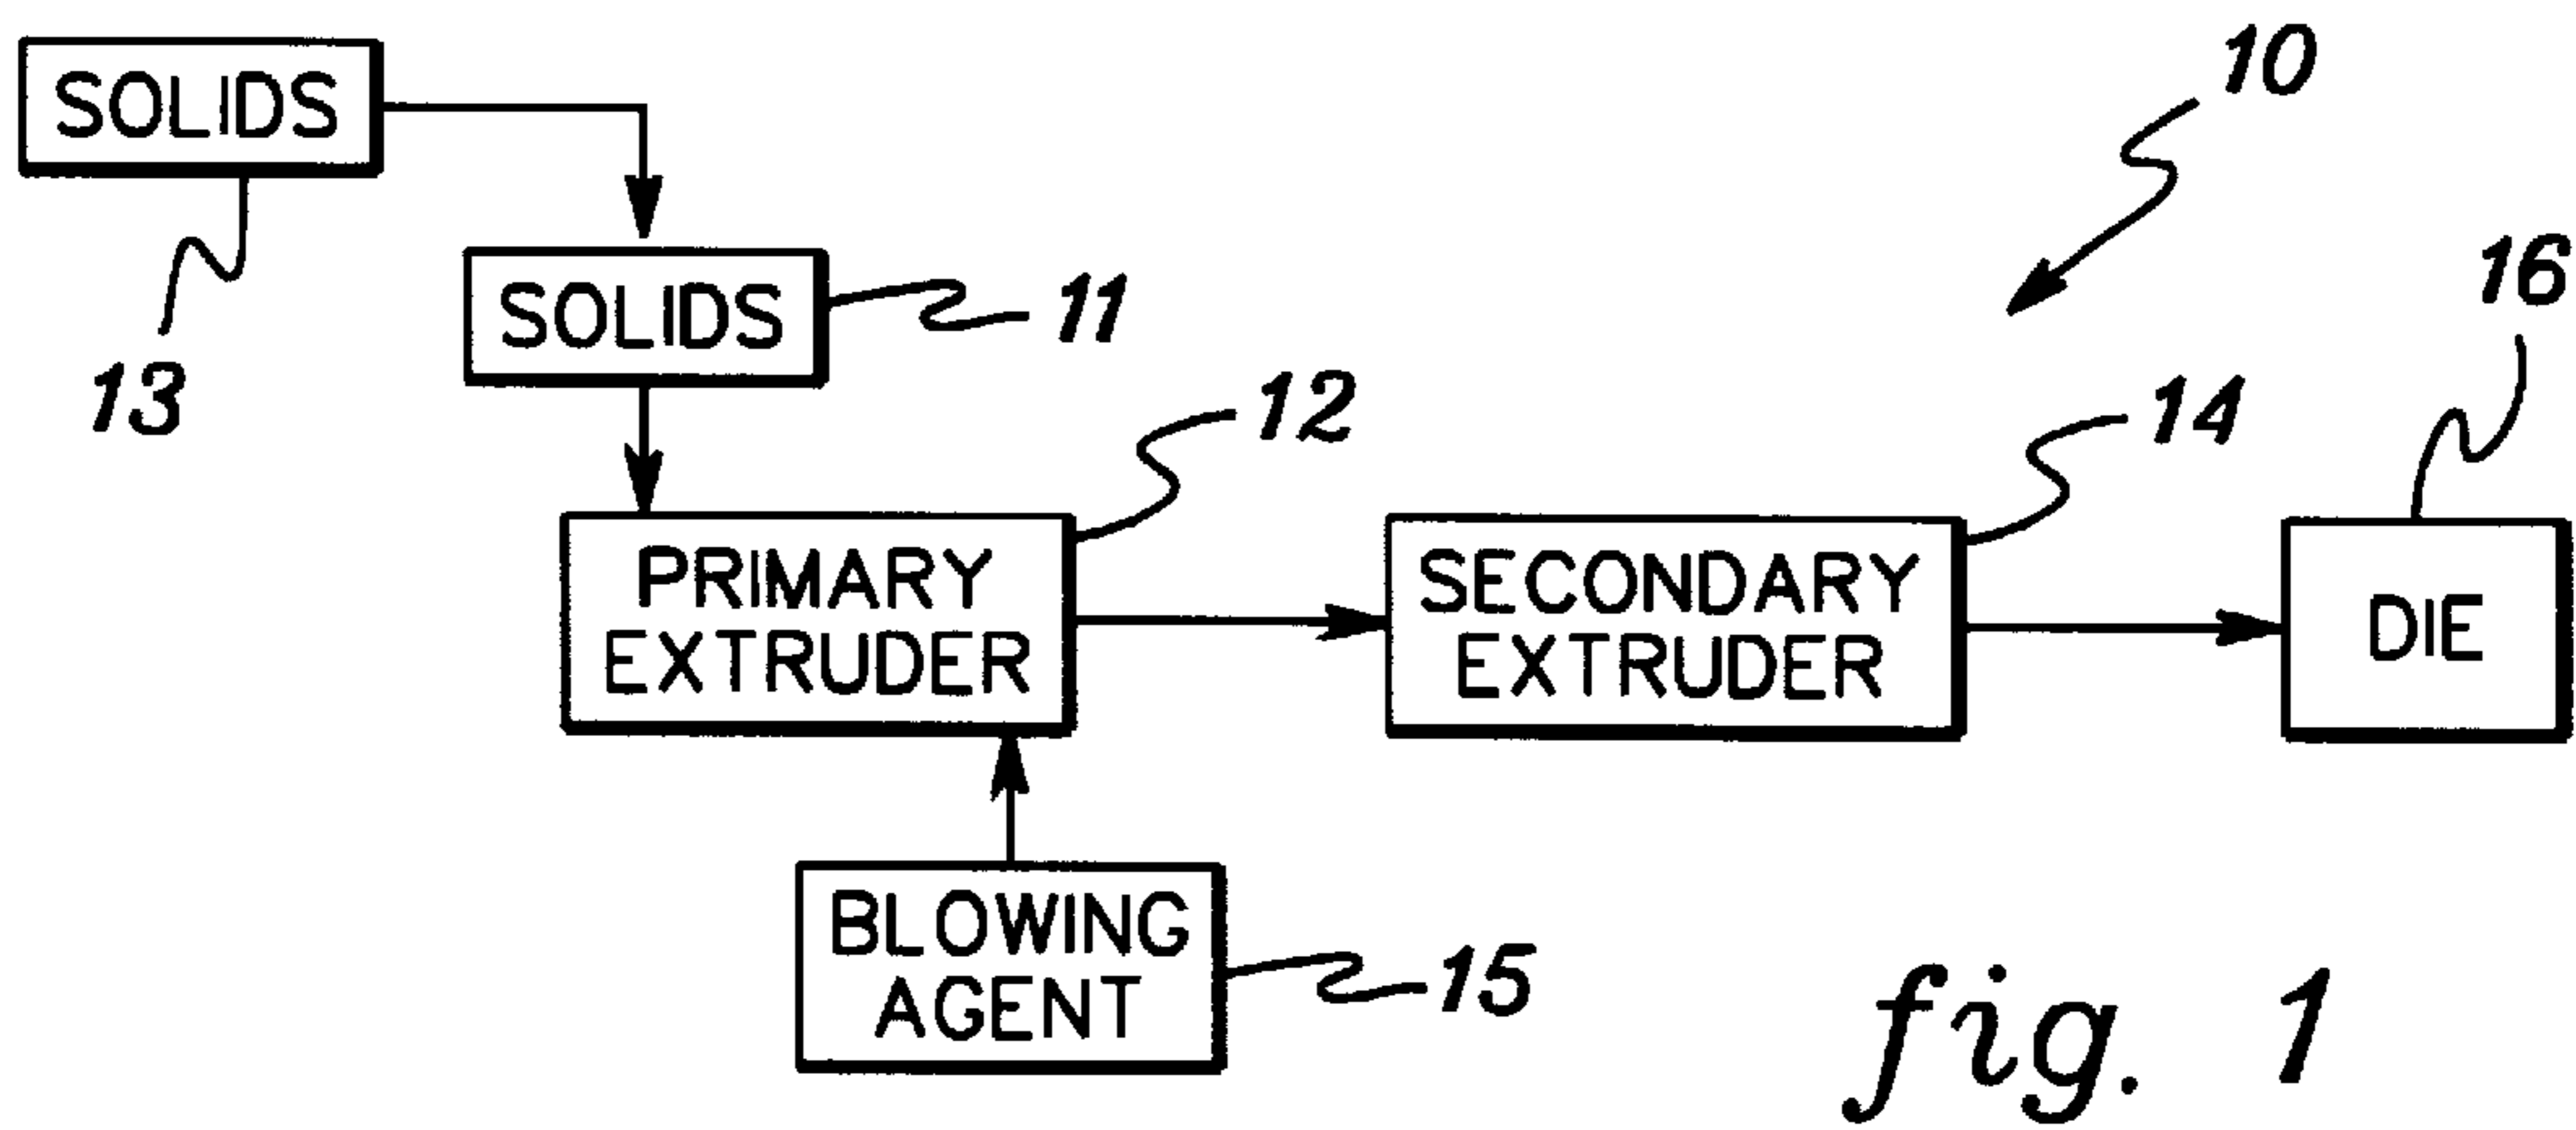 SOLIDS
10
13
SOLIDS
11
16
12
14
PRIMARY
EXTRUDER
SECONDARY
EXTRUDER
DIE
BLOWING
AGENT
15
fig. 1